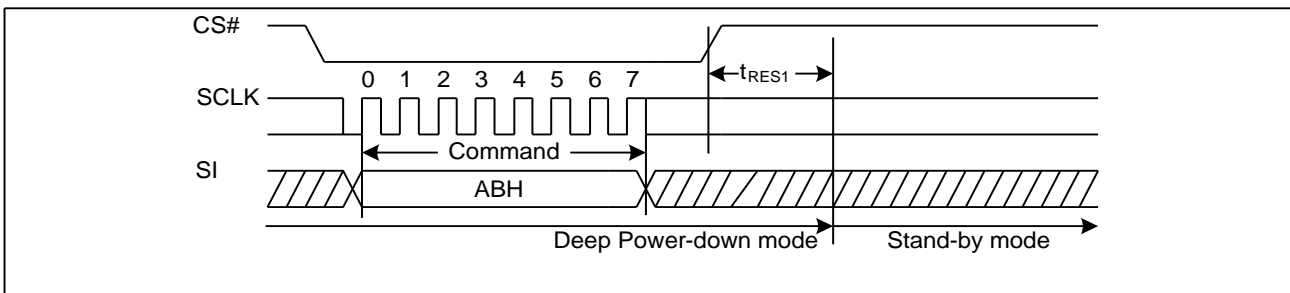 CS#
tRES1
0 1 2 3 4 5 6 7
SCLK
Command
SI
ABH
Deep Power-down mode
Stand-by mode